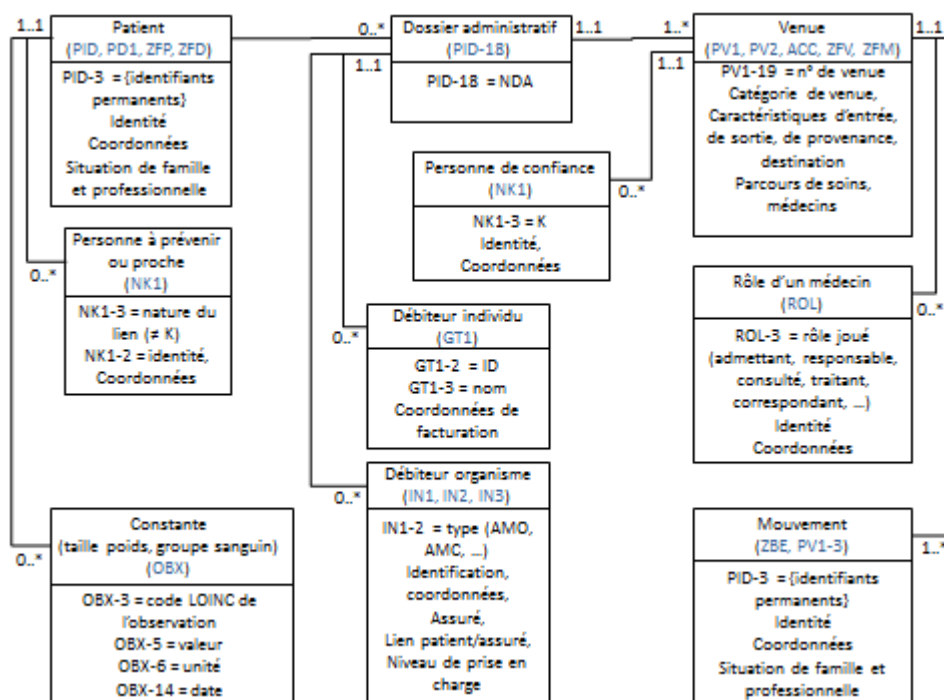 1..1
Patient
(PID, PD1, ZFP, ZFD)
PID-3 = {identifiants
permanents}
Identité
Coordonnées
Situation de famille
et professionnelle
0..*
Dossier administratif
(PID-18)
PID-18 = NDA
1..1
1..1
1..*
Venue
(PV1, PV2, ACC, ZFV, ZFM)
PV1-19 = n° de venue
Catégorie de venue,
Caractéristiques d'entrée,
de sortie, de provenance,
destination
Parcours de soins,
médecins
1..1
1..1
Personne de confiance
(NK1)
NK1-3 = K
Identité,
Coordonnées
0..*
Personne à prévenir
ou proche
(NK1)
NK1-3 = nature du
lien (≠ K)
NK1-2 = identité,
Coordonnées
0..*
Rôle d'un médecin
(ROL)
ROL-3 = rôle joué
(admettant, responsable,
consulté, traitant,
correspondant, …)
Identité
Coordonnées
0..*
Débiteur individu
(GT1)
GT1-2 = ID
GT1-3 = nom
Coordonnées de
facturation
0..*
Débiteur organisme
(IN1, IN2, IN3)
IN1-2 = type (AMO,
AMC, …)
Identification,
coordonnées,
Assuré,
Lien patient/assuré,
Niveau de prise en
charge
0..*
Constante
(taille poids, groupe sanguin)
(OBX)
OBX-3 = code LOINC de
l'observation
OBX-5 = valeur
OBX-6 = unité
OBX-14 = date
0..*
Mouvement
(ZBE, PV1-3)
PID-3 = {identifiants
permanents}
Identité
Coordonnées
Situation de famille et
professionnelle
1..*